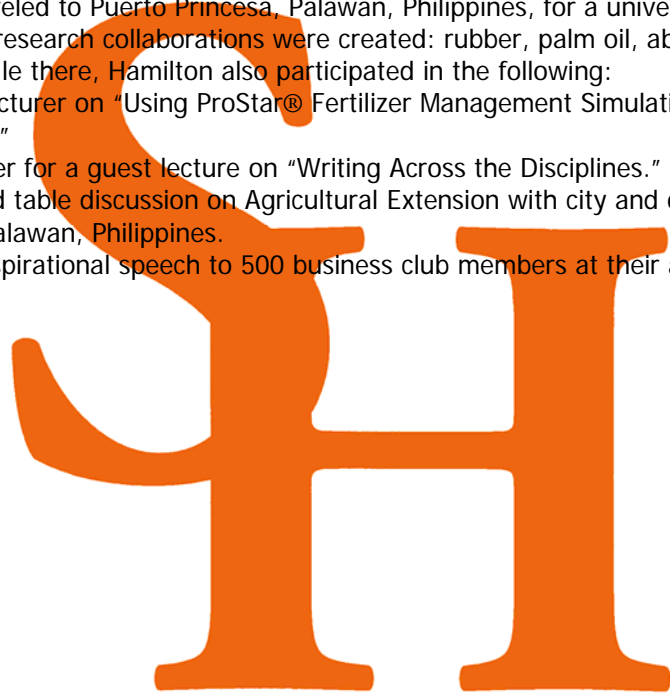 veled to Puerto Princesa, Palawan, Philippines, for a unive
research collaborations were created: rubber, palm oil, ab
le there, Hamilton also participated in the following:
cturer on “Using ProStar® Fertilizer Management Simulati
”
er for a guest lecture on “Writing Across the Disciplines.”
d table discussion on Agricultural Extension with city and
alawan, Philippines.
spirational speech to 500 business club members at their
SH